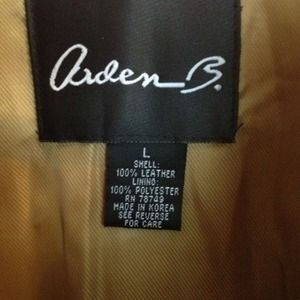 Arden B.
L
SHELL:
100% LEATHER
LINING:
100% POLYESTER
RN 78749
MADE IN KOREA
SEE REVERSE
FOR CARE